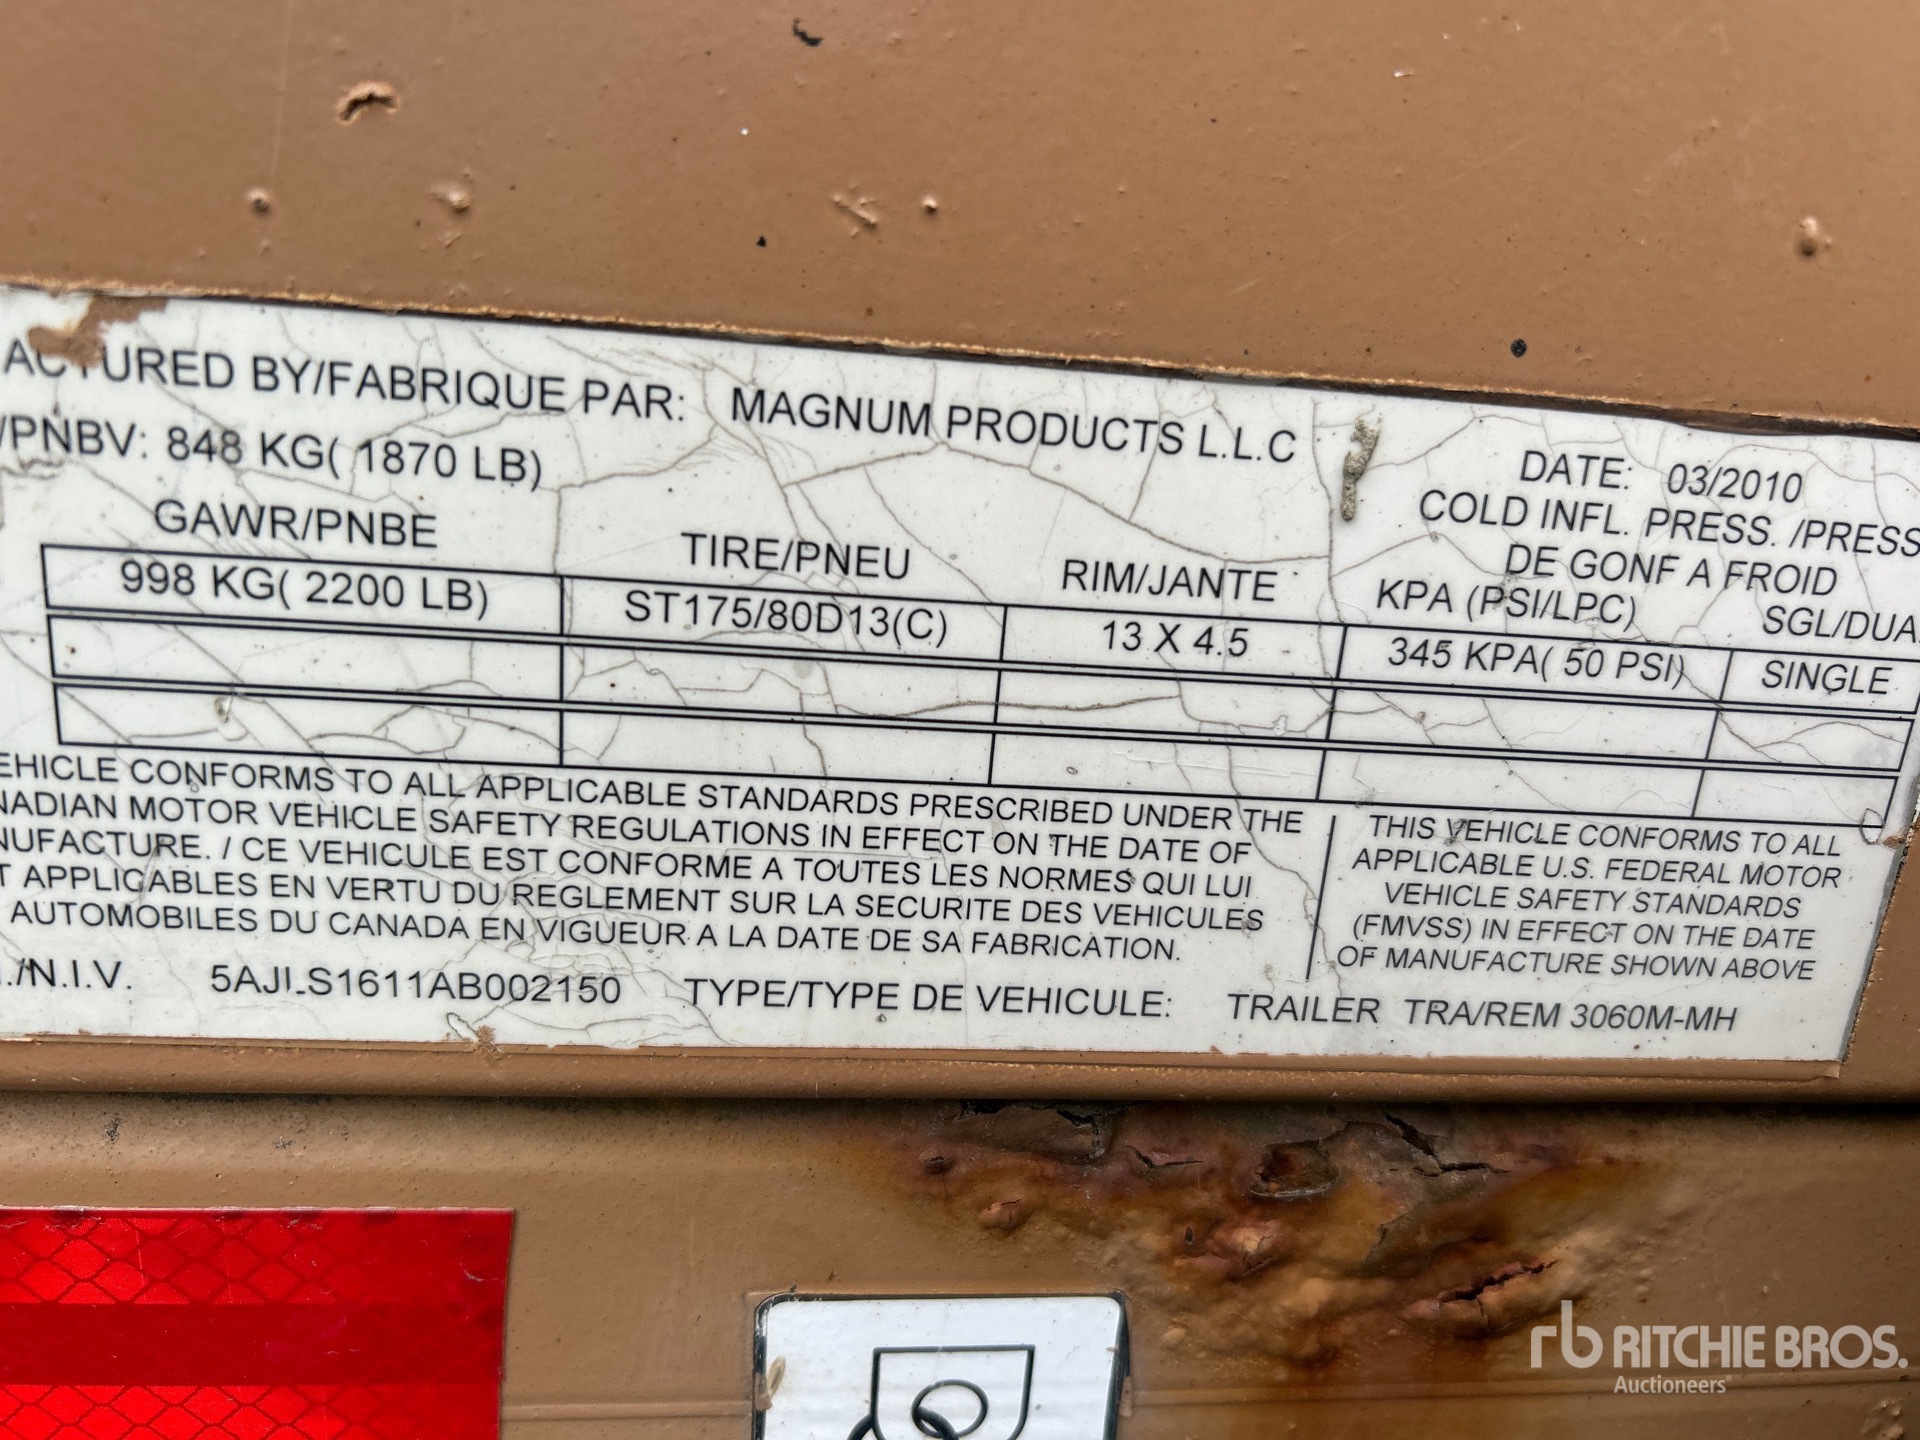 ACTURED BY/FABRIQUE PAR: MAGNUM PRODUCTS L.L.C
/PNBV: 848 KG( 1870 LB)
DATE: 03/2010
GAWR/PNBE
TIRE/PNEU
RIM/JANTE
COLD INFL. PRESS. /PRESS
DE GONF A FROID
KPA (PSI/LPC)
SGL/DUA
998 KG( 2200 LB)
ST175/80D13(C)
13 X 4.5
345 KPA( 50 PSI)
SINGLE
EHICLE CONFORMS TO ALL APPLICABLE STANDARDS PRESCRIBED UNDER THE
NADIAN MOTOR VEHICLE SAFETY REGULATIONS IN EFFECT ON THE DATE OF
NUFACTURE. / CE VEHICULE EST CONFORME A TOUTES LES NORMES QUI LUI
T APPLICABLES EN VERTU DU REGLEMENT SUR LA SECURITE DES VEHICULES
AUTOMOBILES DU CANADA EN VIGUEUR A LA DATE DE SA FABRICATION.
THIS VEHICLE CONFORMS TO ALL
APPLICABLE U.S. FEDERAL MOTOR
VEHICLE SAFETY STANDARDS
(FMVSS) IN EFFECT ON THE DATE
OF MANUFACTURE SHOWN ABOVE
./N.I.V. 5AJLS1611AB002150 TYPE/TYPE DE VEHICULE: TRAILER TRA/REM 3060M-MH
rb RITCHIE BROS.
Auctioneers